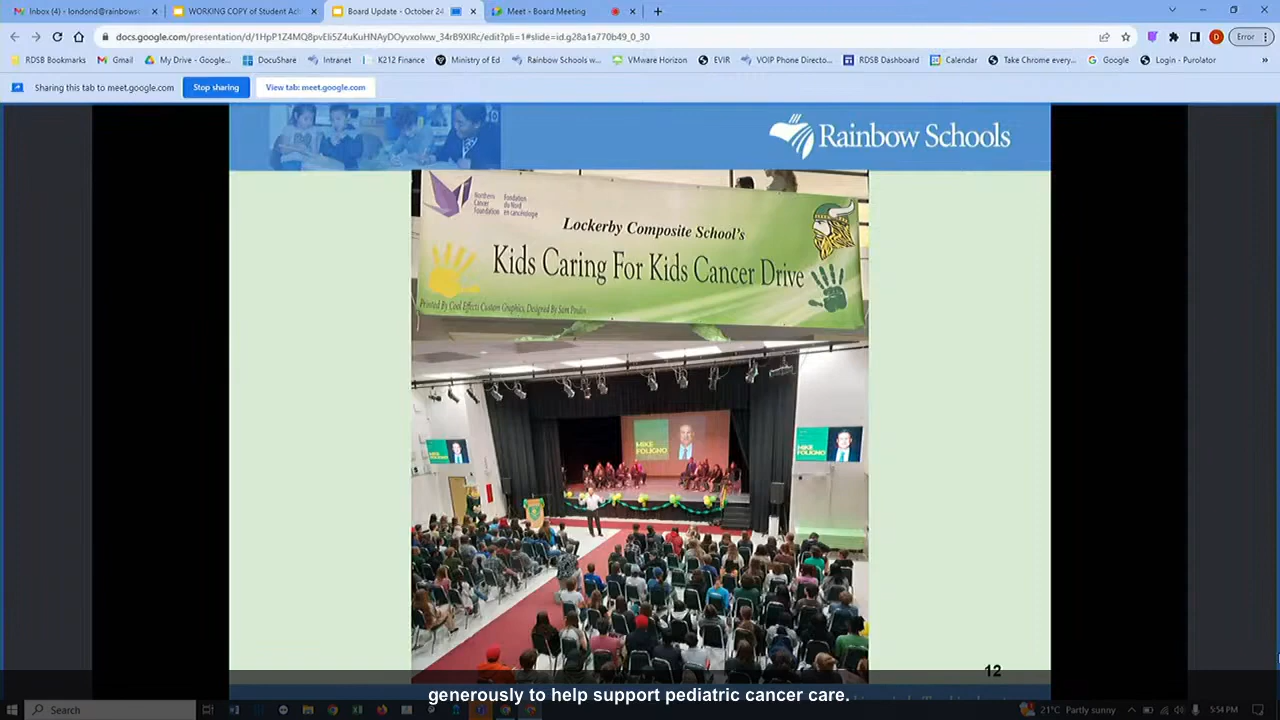 Inbox (4) - londond@rainbows
WORKING COPY of Student Ach
Board Update - October 24
Meet - Board Meeting
docs.google.com/presentation/d/1HpP1Z4MQ8pvEli5Z4uKuHNAyDOyvxolww_34rB9XIRc/edit?pli=1#slide=id.g28a1a770b49_0_30
D
Error
RDSB Bookmarks
Gmail
My Drive - Google...
DocuShare
Intranet
K212 Finance
Ministry of Ed
Rainbow Schools w...
VMware Horizon
EVIR
VOIP Phone Directo...
RDSB Dashboard
Calendar
Take Chrome every...
Google
Login - Purolator
Sharing this tab to meet.google.com
Stop sharing
View tab: meet.google.com
Rainbow Schools
Northern Cancer Foundation
Fondation du Nord en cancérologie
Lockerby Composite School's
Kids Caring For Kids Cancer Drive
Printed By Cool Effects Custom Graphics, Designed By Sam Poulin
MIKE FOLIGNO
MIKE FOLIGNO
12
generously to help support pediatric cancer care.
Search
21°C Partly sunny
5:54 PM